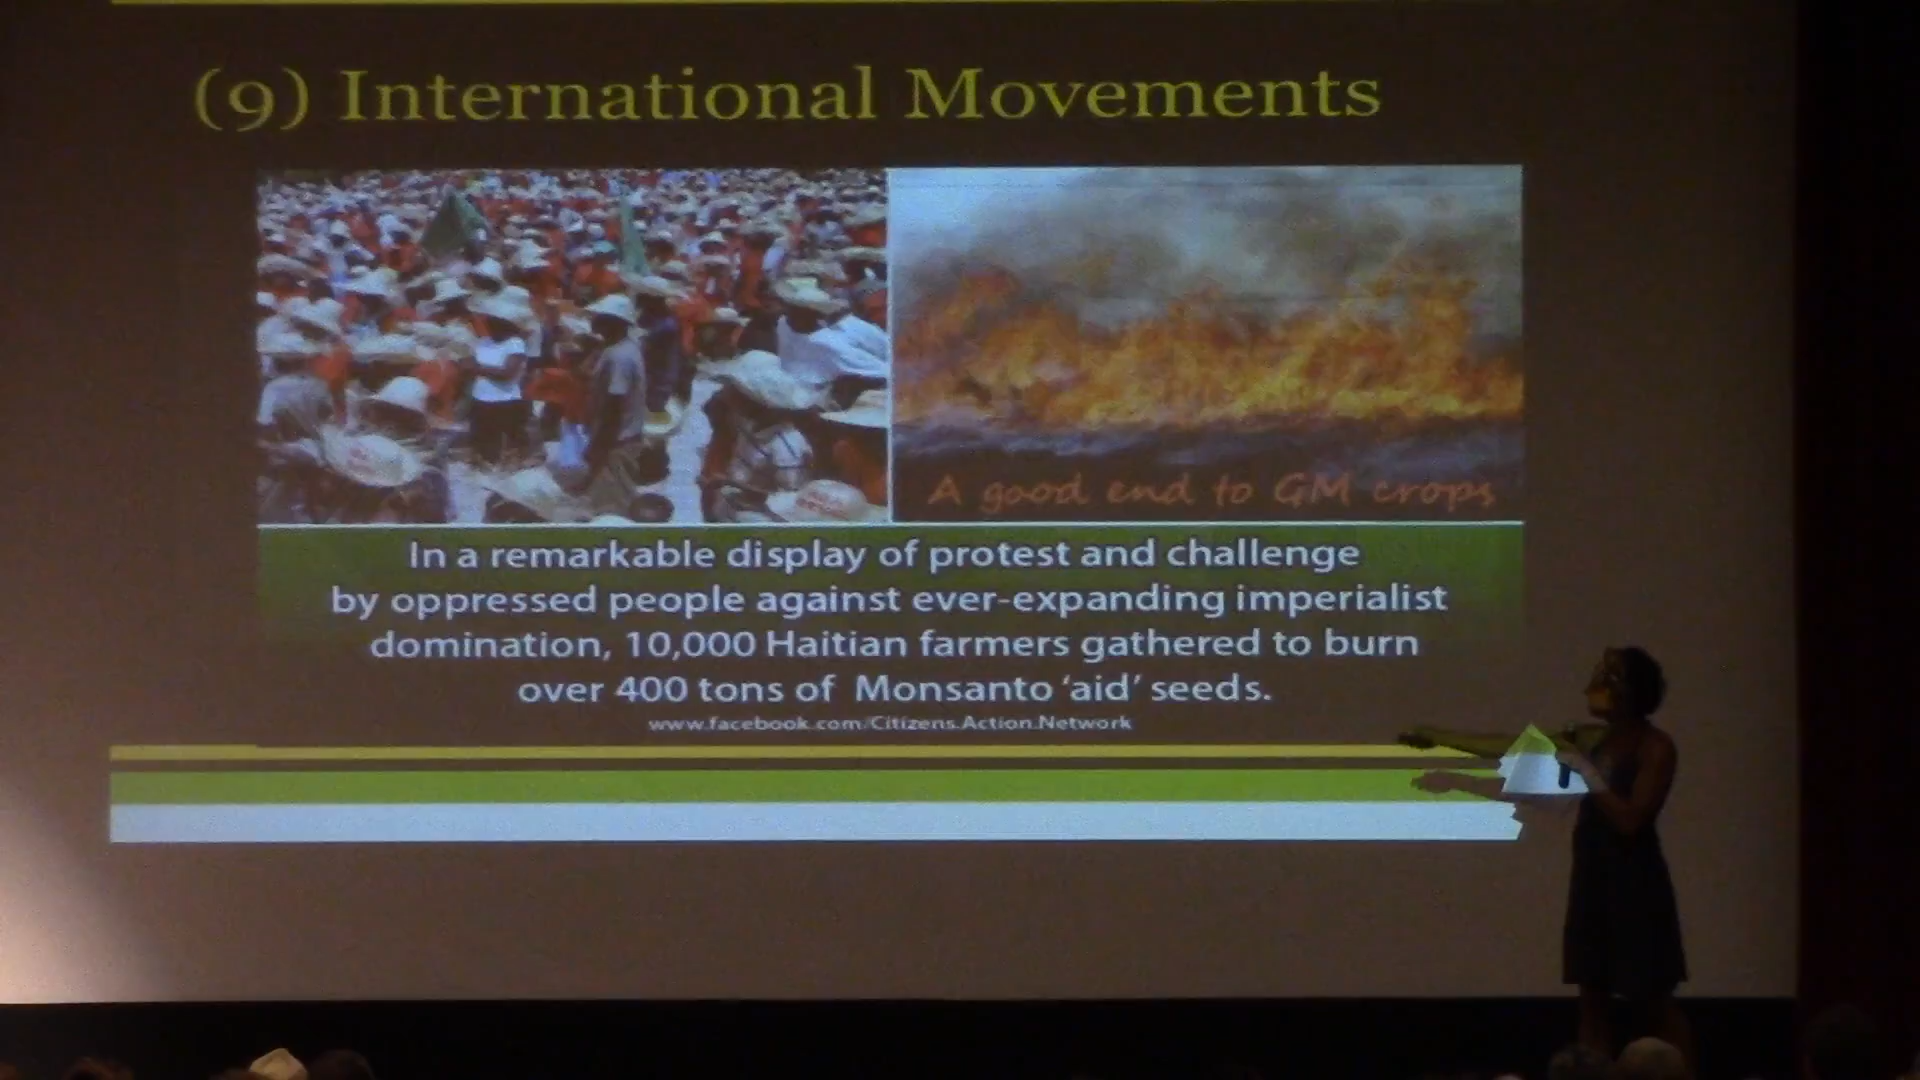 (9) International Movements
A good end to GM crops
In a remarkable display of protest and challenge
by oppressed people against ever-expanding imperialist
domination, 10,000 Haitian farmers gathered to burn
over 400 tons of Monsanto ‘aid’ seeds.
www.facebook.com/Citizens.Action.Network